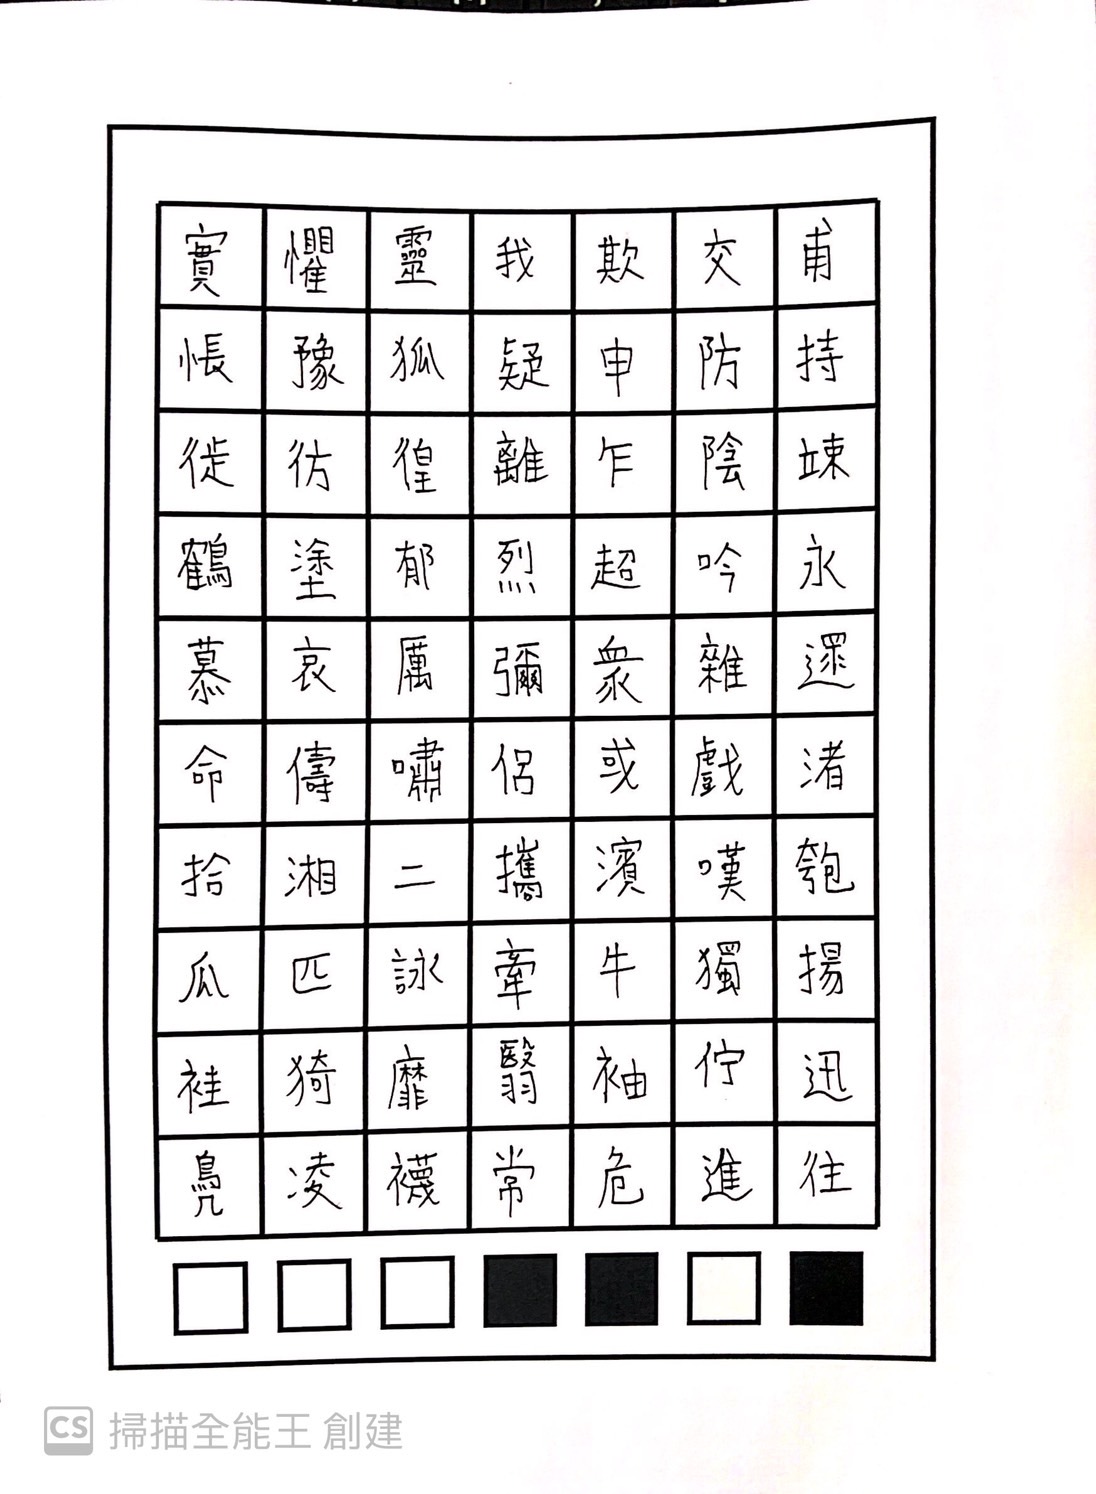 實懼靈我欺交甫
悵豫狐疑申防持
徙彷徨離乍陰竦
鶴塗郁烈超吟永
慕哀厲彌衆雜遝
命儔嘯侶或戲渚
拾湘二攜濱嘆匏
瓜匹詠牽牛獨揚
袿猗靡翳袖佇迅
鳧凌襪常危進往
CS 掃描全能王 創建